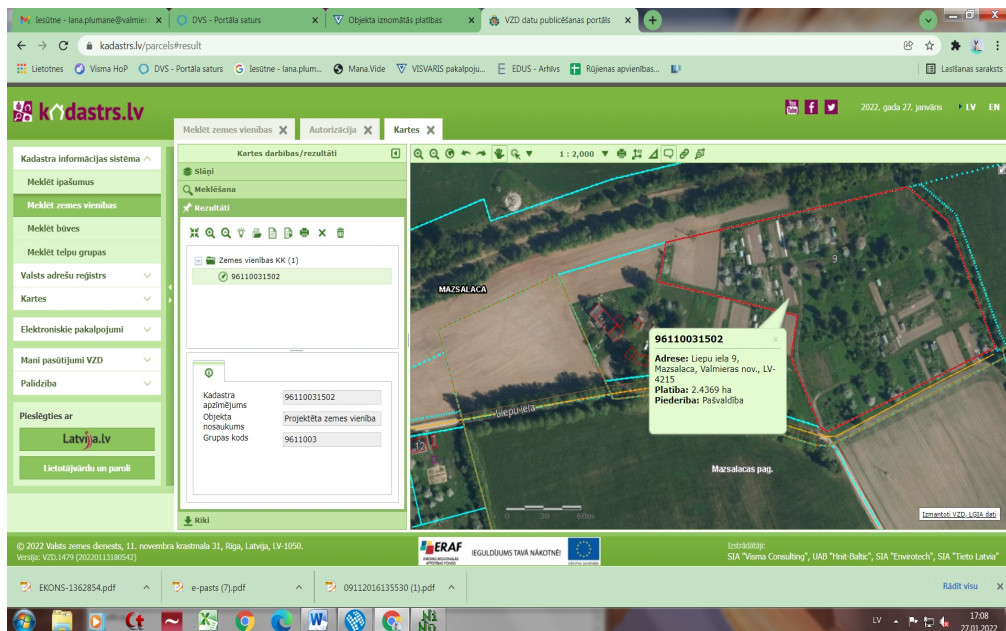 Iesūtne - lana.plumane@valmiera
DVS - Portāla saturs
Objekta iznomātās platības
VZD datu publicēšanas portāls
kadastrs.lv/parcels#result
Lietotnes
Visma HoP
DVS - Portāla saturs
Iesūtne - lana.plum...
Mana.Vide
VISVARIS pakalpoju...
EDUS - Arhīvs
Rūjienas apvienības...
Lasīšanas saraksts
kadastrs.lv
2022. gada 27. janvāris
LV EN
Meklēt zemes vienības
Autorizācija
Kartes
Kadastra informācijas sistēma
Meklēt īpašumus
Meklēt zemes vienības
Meklēt būves
Meklēt telpu grupas
Valsts adrešu reģistrs
Kartes
Elektroniskie pakalpojumi
Mani pasūtījumi VZD
Palīdzība
Pieslēgties ar
Latvija.lv
Lietotājvārdu un paroli
Kartes darbības/rezultāti
Slāņi
Meklēšana
Rezultāti
Zemes vienības KK (1)
96110031502
Kadastra apzīmējums
96110031502
Objekta nosaukums
Projektēta zemes vienība
Grupas kods
9611003
Rīki
1 : 2,000
MAZSALACA
9
96110031502
Adrese: Liepu iela 9,
Mazsalaca, Valmieras nov., LV-
4215
Platība: 2.4369 ha
Piederība: Pašvaldība
Liepu iela
12
Mazsalacas pag.
0 30 60m
Izmantoti VZD, LGIA dati
© 2022 Valsts zemes dienests, 11. novembra krastmala 31, Rīga, Latvija, LV-1050.
Versija: VZD.1479 (20220113180542)
ERAF
IEGULDĪJUMS TAVĀ NĀKOTNĒ!
Izstrādātāji:
SIA "Visma Consulting", UAB "Hnit-Baltic", SIA "Envirotech", SIA "Tieto Latvia"
EKONS-1362854.pdf
e-pasts (7).pdf
09112016135530 (1).pdf
Rādīt visu
LV
17:08
27.01.2022